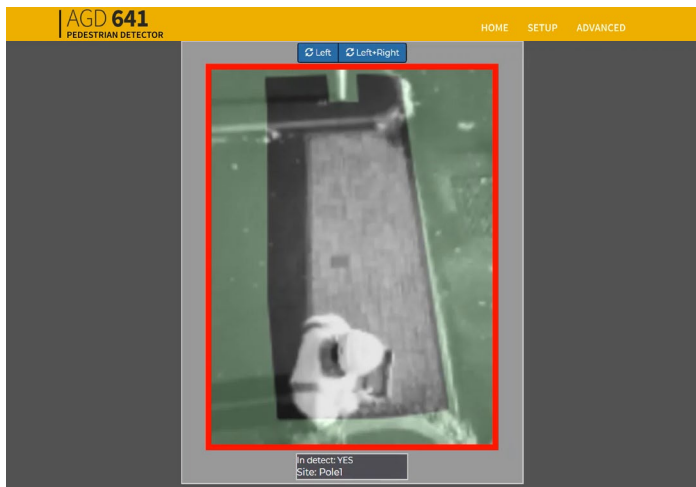 AGD 641
PEDESTRIAN DETECTOR
HOME SETUP ADVANCED
Left Left+Right
In detect: YES
Site: Pole1